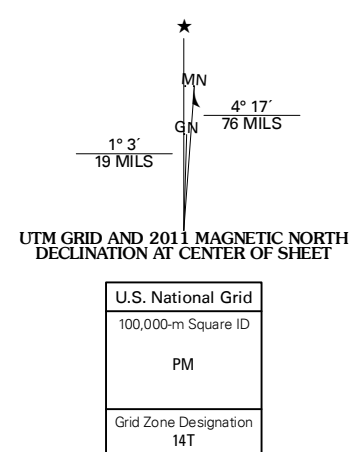 ★
MN
4° 17´
76 MILS
GN
1° 3´
19 MILS
UTM GRID AND 2011 MAGNETIC NORTH
DECLINATION AT CENTER OF SHEET
U.S. National Grid
100,000-m Square ID
PM
Grid Zone Designation
14T